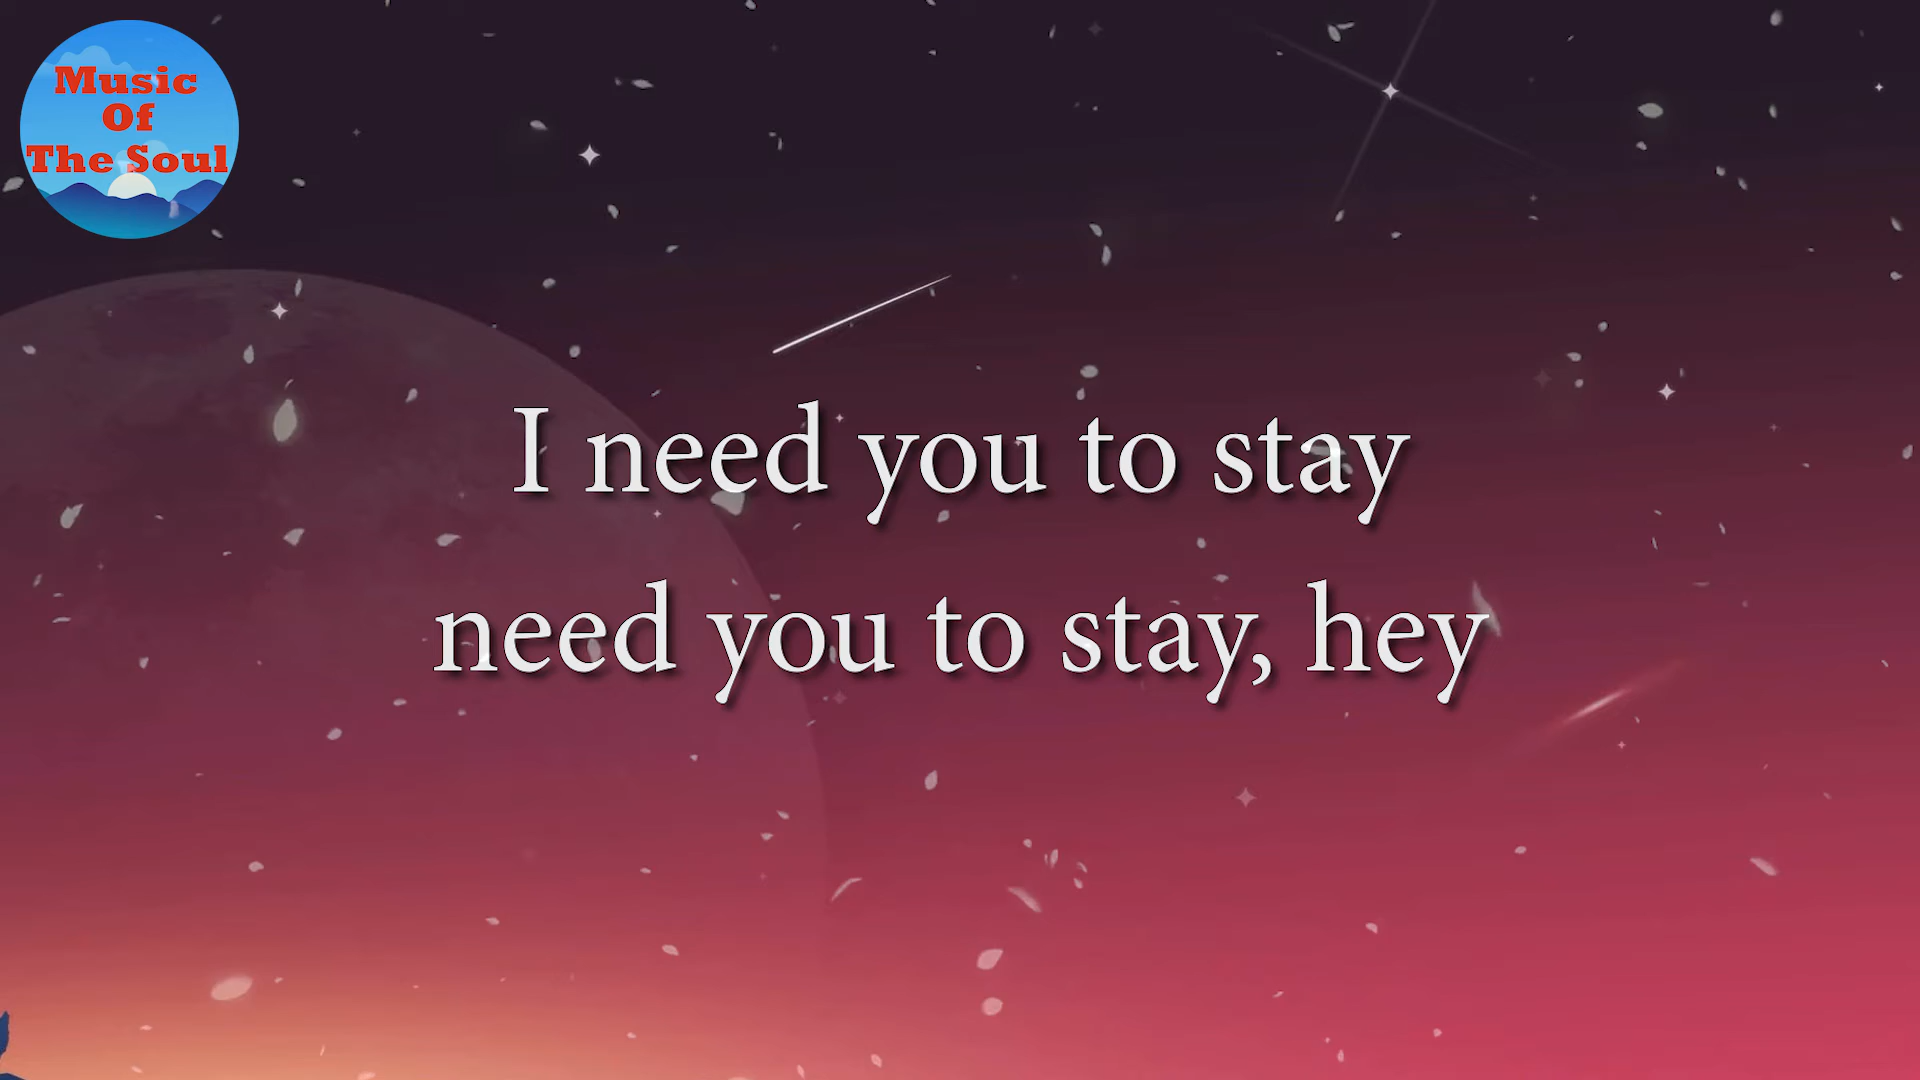 Music
Of
The Soul
I need you to stay
need you to stay, hey